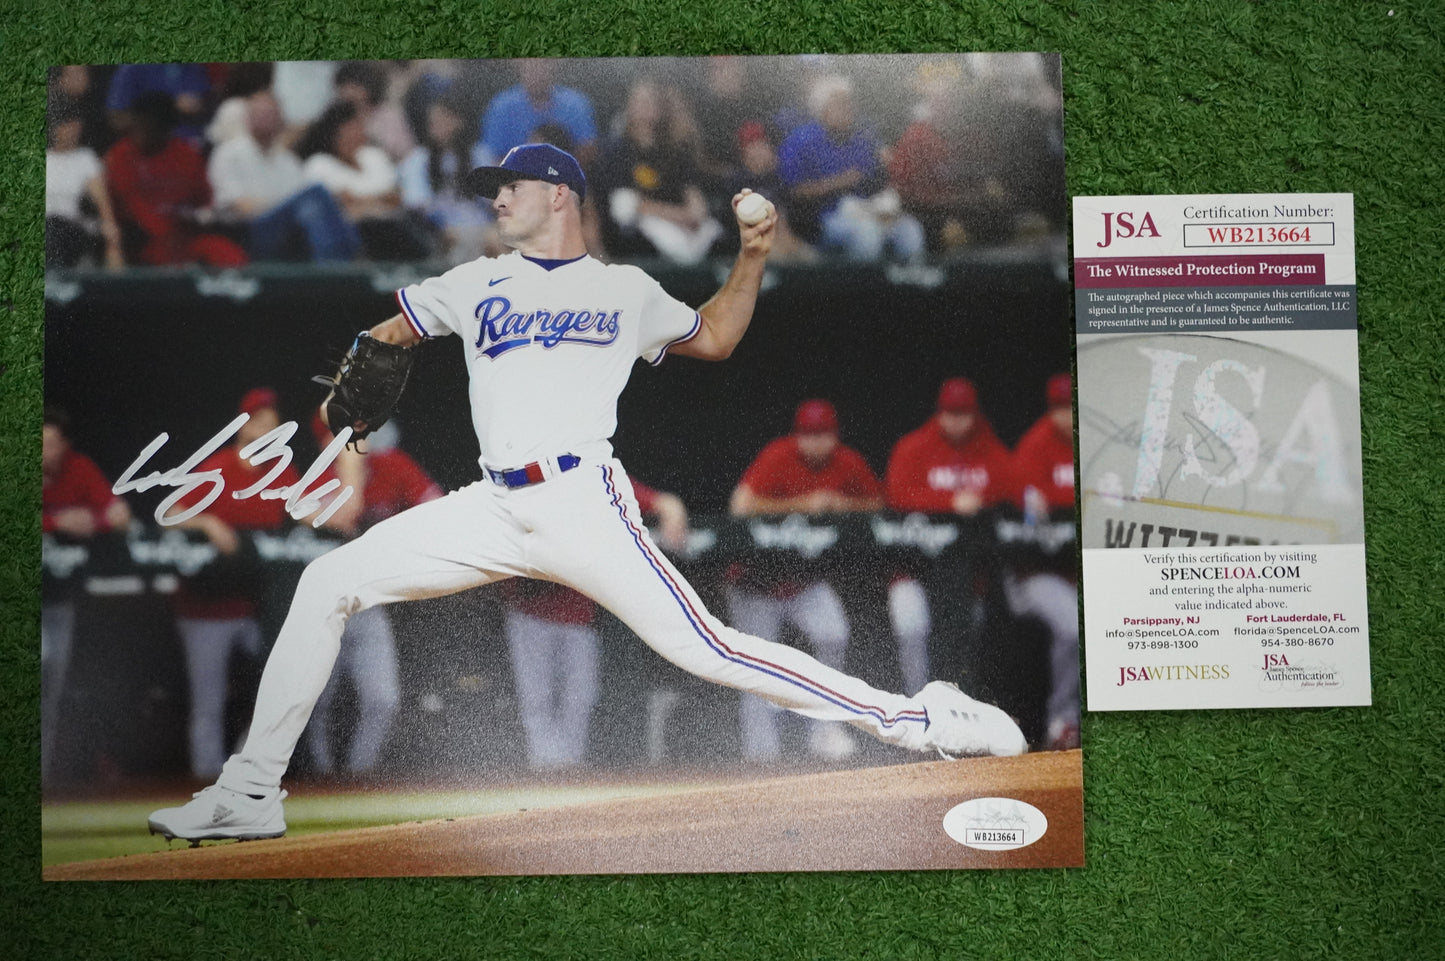 Rangers
WB213664
JSA
Certification Number:
WB213664
The Witnessed Protection Program
The autographed piece which accompanies this certificate was
signed in the presence of a James Spence Authentication, LLC
representative and is guaranteed to be authentic.
JSA
Verify this certification by visiting
SPENCELOA.COM
and entering the alpha-numeric
value indicated above.
Parsippany, NJ
info@SpenceLOA.com
973-898-1300
Fort Lauderdale, FL
florida@SpenceLOA.com
954-380-8670
JSAWITNESS
JSA
James Spence
Authentication